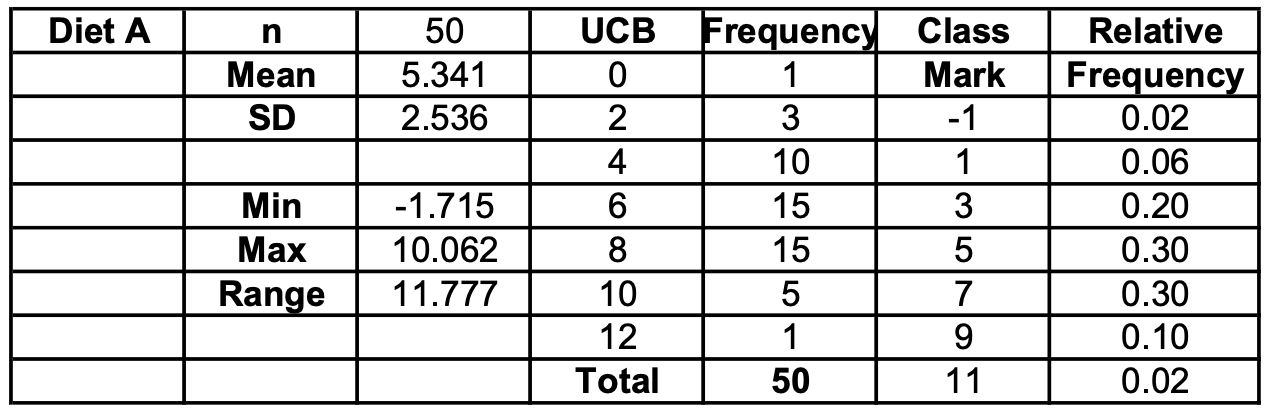 Diet A n 50 UCB Frequency Class Relative
Mean 5.341 0 1 Mark Frequency
SD 2.536 2 3 -1 0.02
4 10 1 0.06
Min -1.715 6 15 3 0.20
Max 10.062 8 15 5 0.30
Range 11.777 10 5 7 0.30
12 1 9 0.10
Total 50 11 0.02